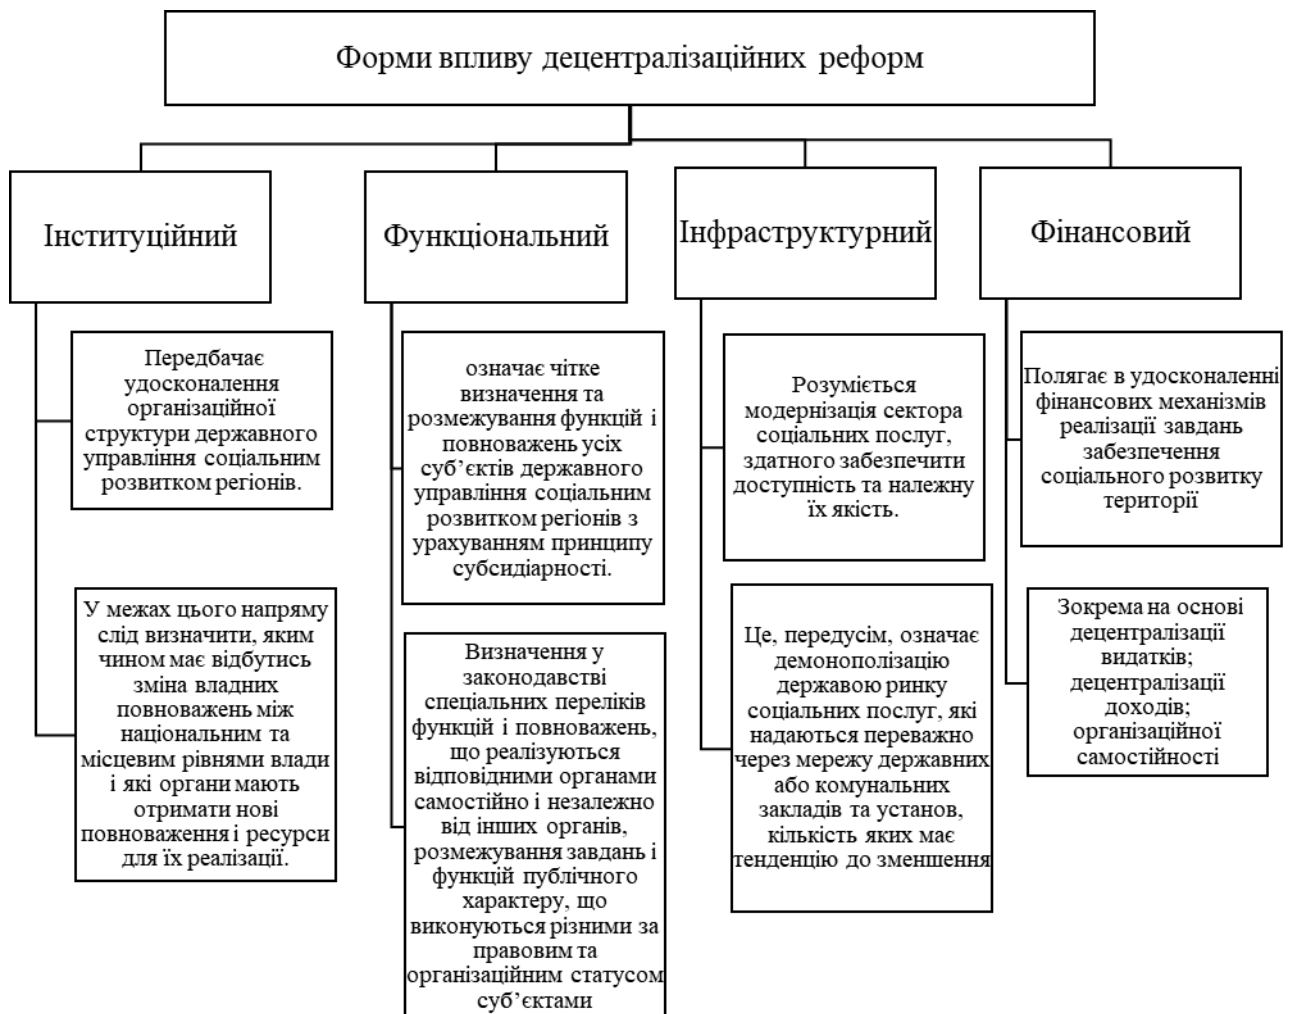 Форми впливу децентралізаційних реформ
Інституційний
Передбачає
удосконалення
організаційної
структури державного
управління соціальним
розвитком регіонів.
У межах цього напряму
слід визначити, яким
чином має відбутись
зміна владних
повноважень між
національним та
місцевим рівнями влади
і які органи мають
отримати нові
повноваження і ресурси
для їх реалізації.
Функціональний
означає чітке
визначення та
розмежування функцій і
повноважень усіх
суб’єктів державного
управління соціальним
розвитком регіонів з
урахуванням принципу
субсидіарності.
Визначення у
законодавстві
спеціальних переліків
функцій і повноважень,
що реалізуються
відповідними органами
самостійно і незалежно
від інших органів,
розмежування завдань і
функцій публічного
характеру, що
виконуються різними за
правовим та
організаційним статусом
суб’єктами
Інфраструктурний
Розуміється
модернізація сектора
соціальних послуг,
здатного забезпечити
доступність та належну
їх якість.
Це, передусім, означає
демонополізацію
державою ринку
соціальних послуг, які
надаються переважно
через мережу державних
або комунальних
закладів та установ,
кількість яких має
тенденцію до зменшення
Фінансовий
Полягає в удосконаленні
фінансових механізмів
реалізації завдань
забезпечення
соціального розвитку
території
Зокрема на основі
децентралізації
видатків;
децентралізації
доходів;
організаційної
самостійності